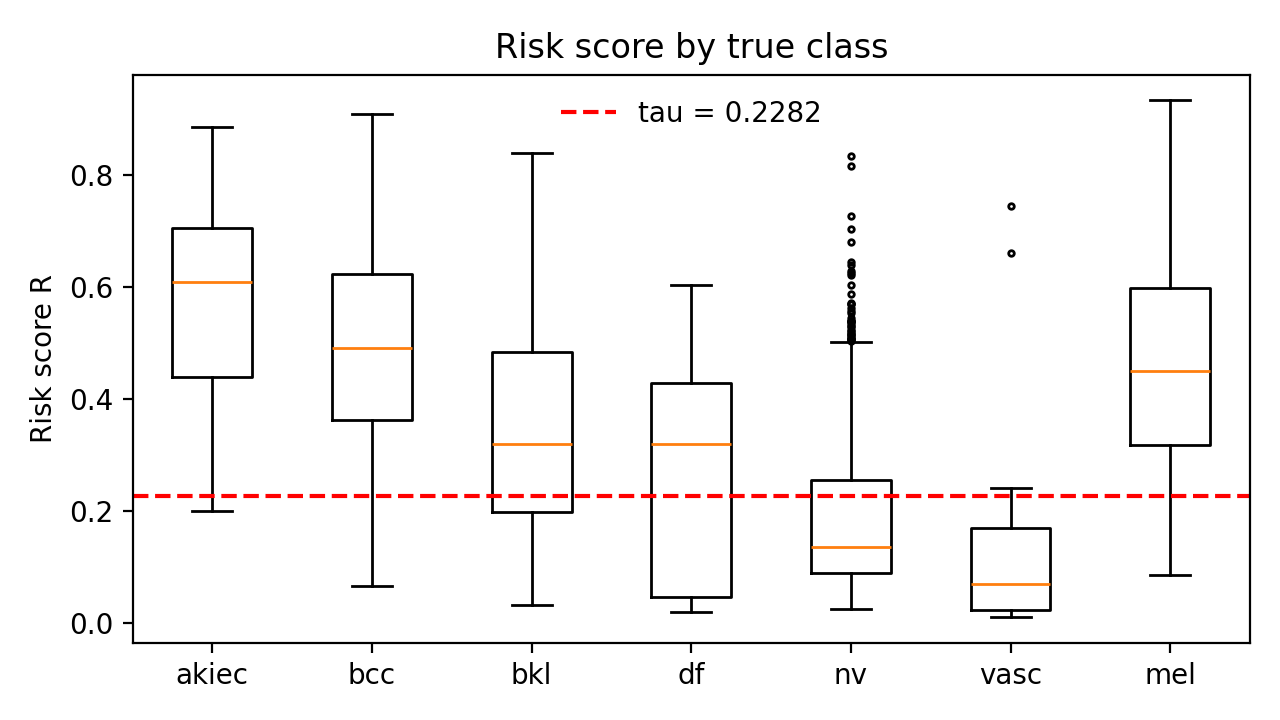 Risk score by true class
tau = 0.2282
Risk score R
0.8
0.6
0.4
0.2
0.0
akiec bcc bkl df nv vasc mel